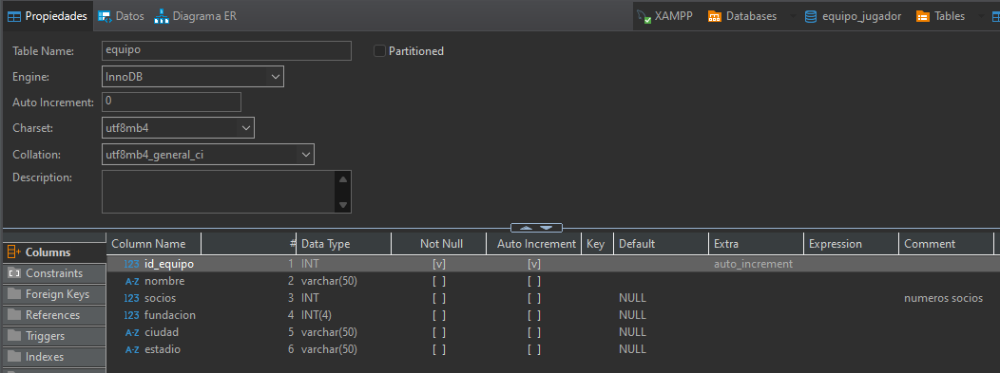 Propiedades Datos Diagrama ER XAMPP Databases equipo_jugador Tables
Table Name: equipo Partitioned
Engine: InnoDB
Auto Increment: 0
Charset: utf8mb4
Collation: utf8mb4_general_ci
Description:
Columns
Constraints
Foreign Keys
References
Triggers
Indexes
Column Name # Data Type Not Null Auto Increment Key Default Extra Expression Comment
123 id_equipo 1 INT [v] [v] auto_increment
A-Z nombre 2 varchar(50) [ ] [ ]
123 socios 3 INT [ ] [ ] NULL numeros socios
123 fundacion 4 INT(4) [ ] [ ] NULL
A-Z ciudad 5 varchar(50) [ ] [ ] NULL
A-Z estadio 6 varchar(50) [ ] [ ] NULL